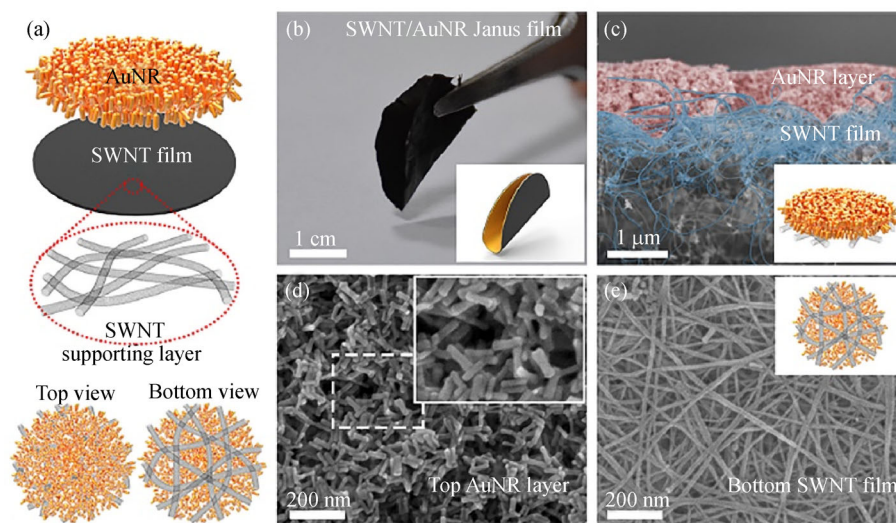 (a)
AuNR
SWNT film
SWNT
supporting layer
Top view
Bottom view
(b)
SWNT/AuNR Janus film
1 cm
(c)
AuNR layer
SWNT film
1 μm
(d)
200 nm
Top AuNR layer
(e)
200 nm
Bottom SWNT film